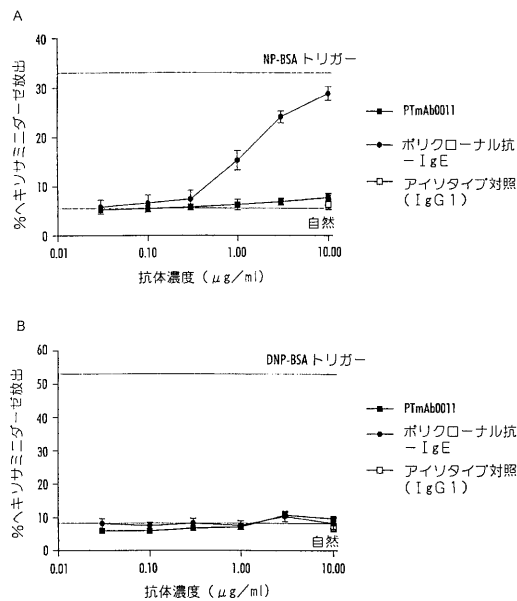 A
40
30
20
10
0
%ヘキソサミニダーゼ放出
NP-BSA トリガー
自然
0.01
0.10
1.00
10.00
抗体濃度 (μg/ml)
PTmAb0011
ポリクローナル抗
-IgE
アイソタイプ対照
(IgG1)
B
60
50
40
30
20
10
0
%ヘキソサミニダーゼ放出
DNP-BSA トリガー
自然
0.01
0.10
1.00
10.00
抗体濃度 (μg/ml)
PTmAb0011
ポリクローナル抗
-IgE
アイソタイプ対照
(IgG1)